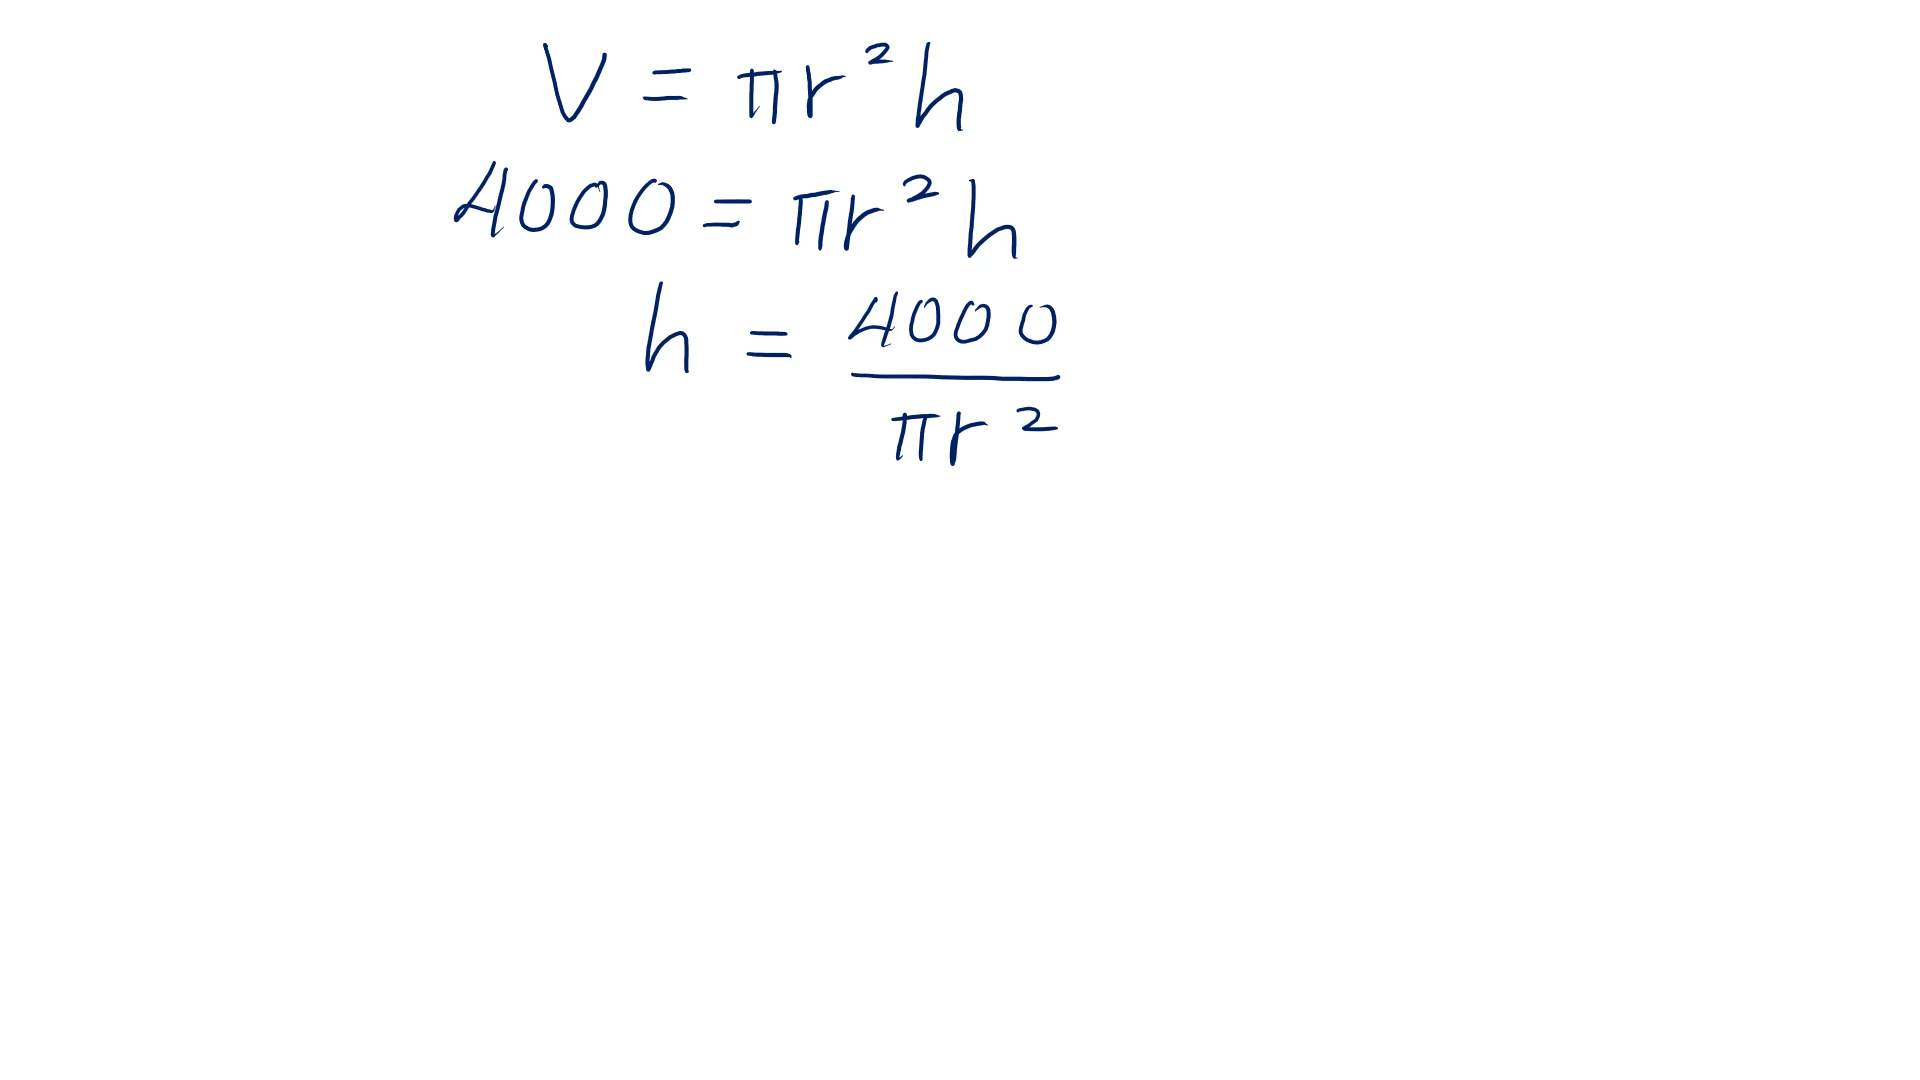 V = πr²h
4000 = πr²h
h = 4000
πr²